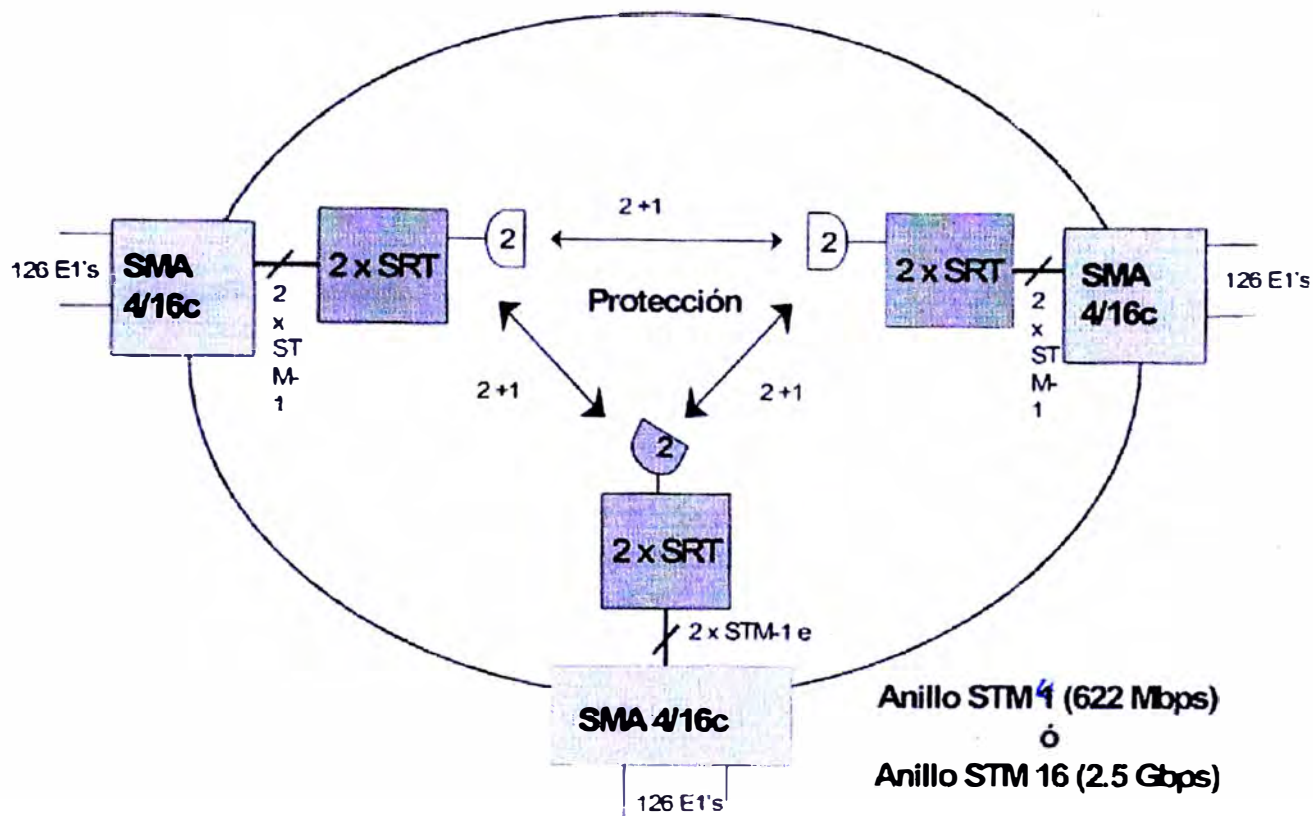 2 +1
2
2
126 E1's
SMA
4/16c
2 x SRT
2
x
ST
M-
1
Protección
2 x SRT
2
x
ST
M-
1
SMA
4/16c
126 E1's
2 +1
2 +1
2
2 x SRT
2 x STM-1 e
SMA 4/16c
126 E1's
Anillo STM 4 (622 Mbps)
ó
Anillo STM 16 (2.5 Gbps)